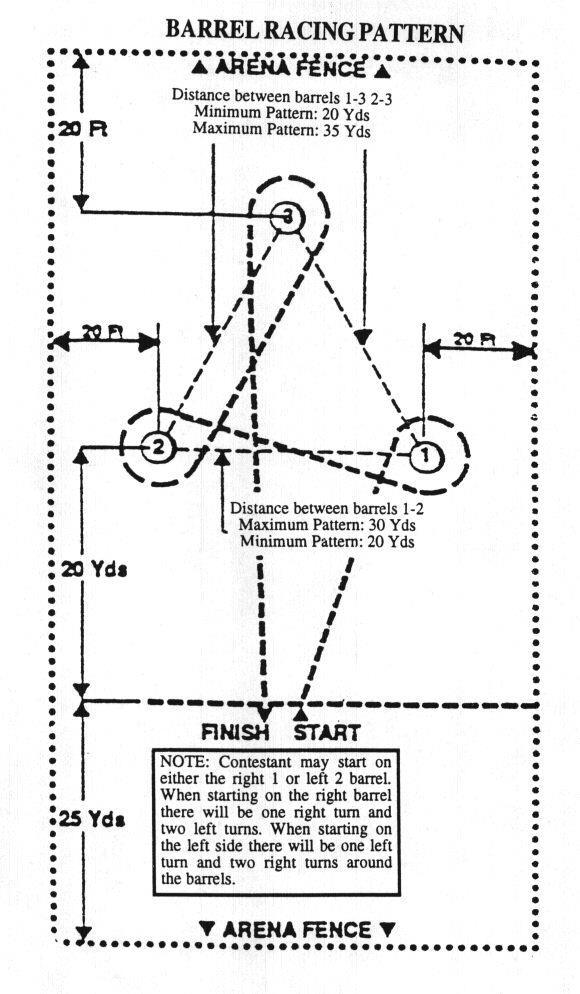 BARREL RACING PATTERN
▲ ARENA FENCE ▲
Distance between barrels 1-3 2-3
Minimum Pattern: 20 Yds
Maximum Pattern: 35 Yds
20 Ft
3
20 Ft
20 Ft
2
1
Distance between barrels 1-2
Maximum Pattern: 30 Yds
Minimum Pattern: 20 Yds
20 Yds
FINISH START
NOTE: Contestant may start on
either the right 1 or left 2 barrel.
When starting on the right barrel
there will be one right turn and
two left turns. When starting on
the left side there will be one left
turn and two right turns around
the barrels.
25 Yds
▼ ARENA FENCE ▼